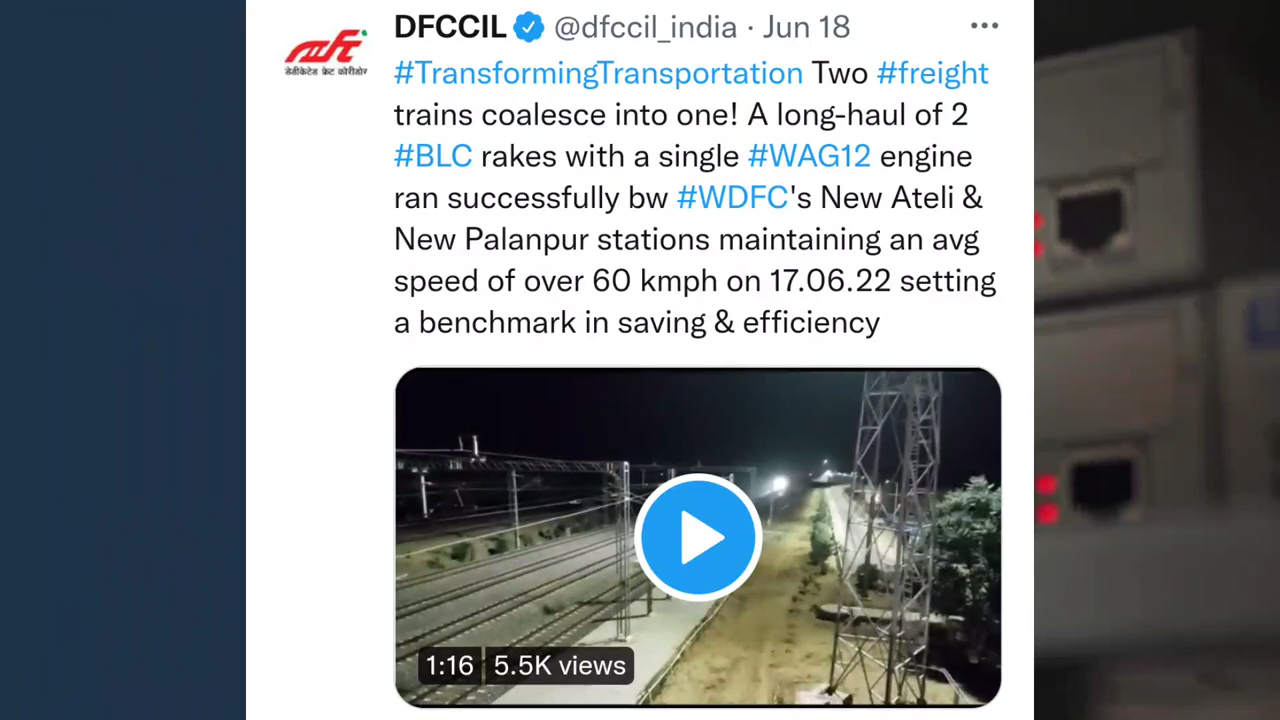 DFCCIL @dfccil_india · Jun 18
डेडीकेटेड फ्रेट कोरीडोर
#TransformingTransportation Two #freight
trains coalesce into one! A long-haul of 2
#BLC rakes with a single #WAG12 engine
ran successfully bw #WDFC's New Ateli &
New Palanpur stations maintaining an avg
speed of over 60 kmph on 17.06.22 setting
a benchmark in saving & efficiency
1:16 5.5K views